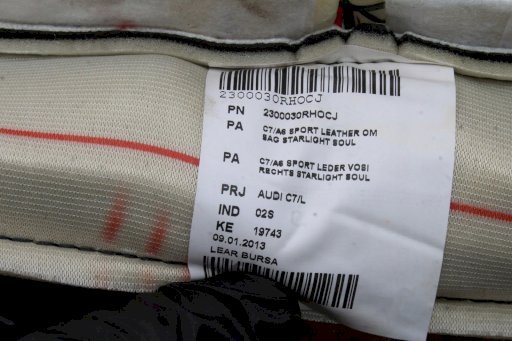 2300030RHOCJ
PN 2300030RHOCJ
PA C7/A6 SPORT LEATHER OM
SAG STARLIGHT SOUL
PA C7/A6 SPORT LEDER VOSI
RECHTS STARLIGHT SOUL
PRJ AUDI C7/L
IND 02S
KE 19743
09.01.2013
LEAR BURSA